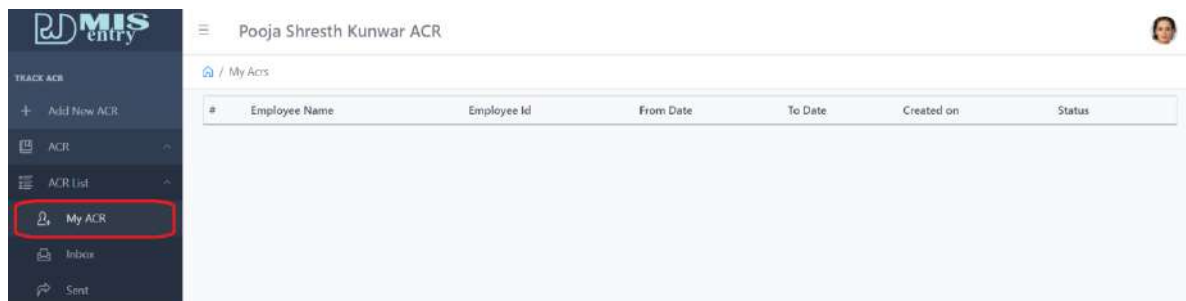 MIS
entry
Pooja Shresth Kunwar ACR
TRACK ACR
/ My Acrs
+ Add New ACR
# Employee Name Employee Id From Date To Date Created on Status
ACR
ACR List
My ACR
Inbox
Sent